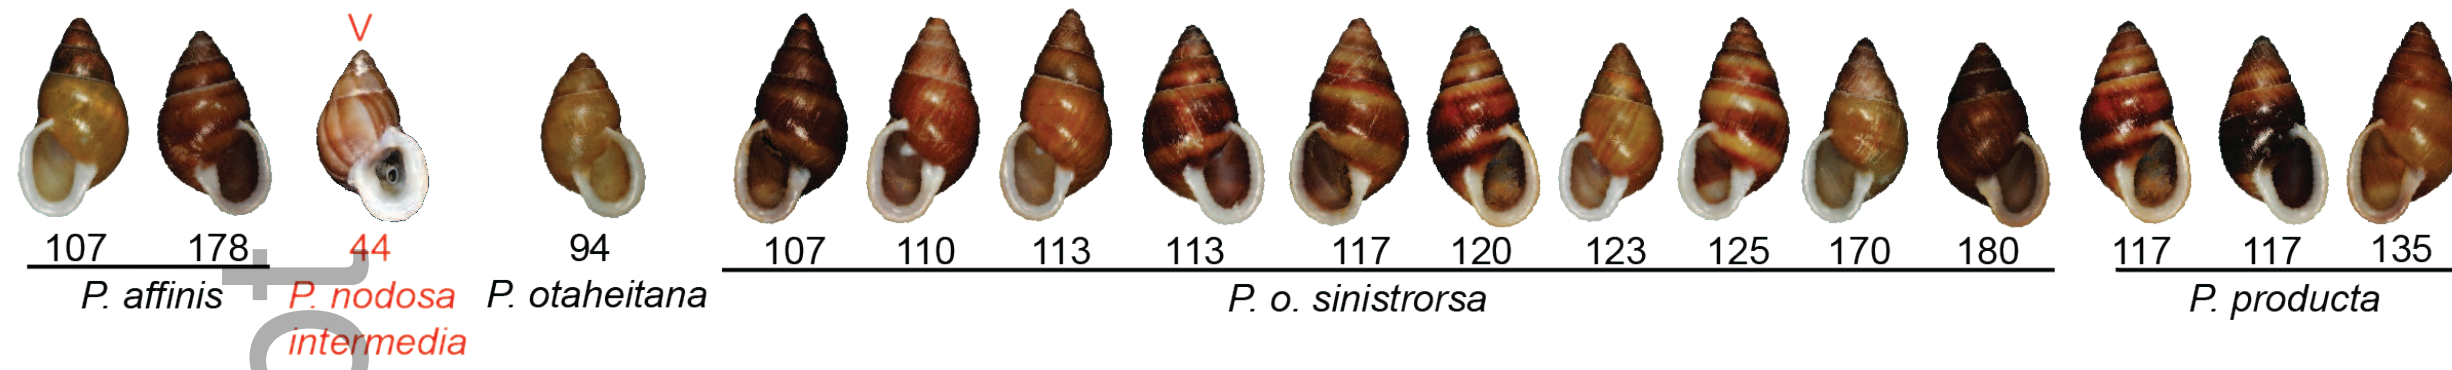 V
107 178 44 94 107 110 113 113 117 120 123 125 170 180 117 117 135
P. affinis P. nodosa P. otaheitana P. o. sinistrorsa P. producta
intermedia
t